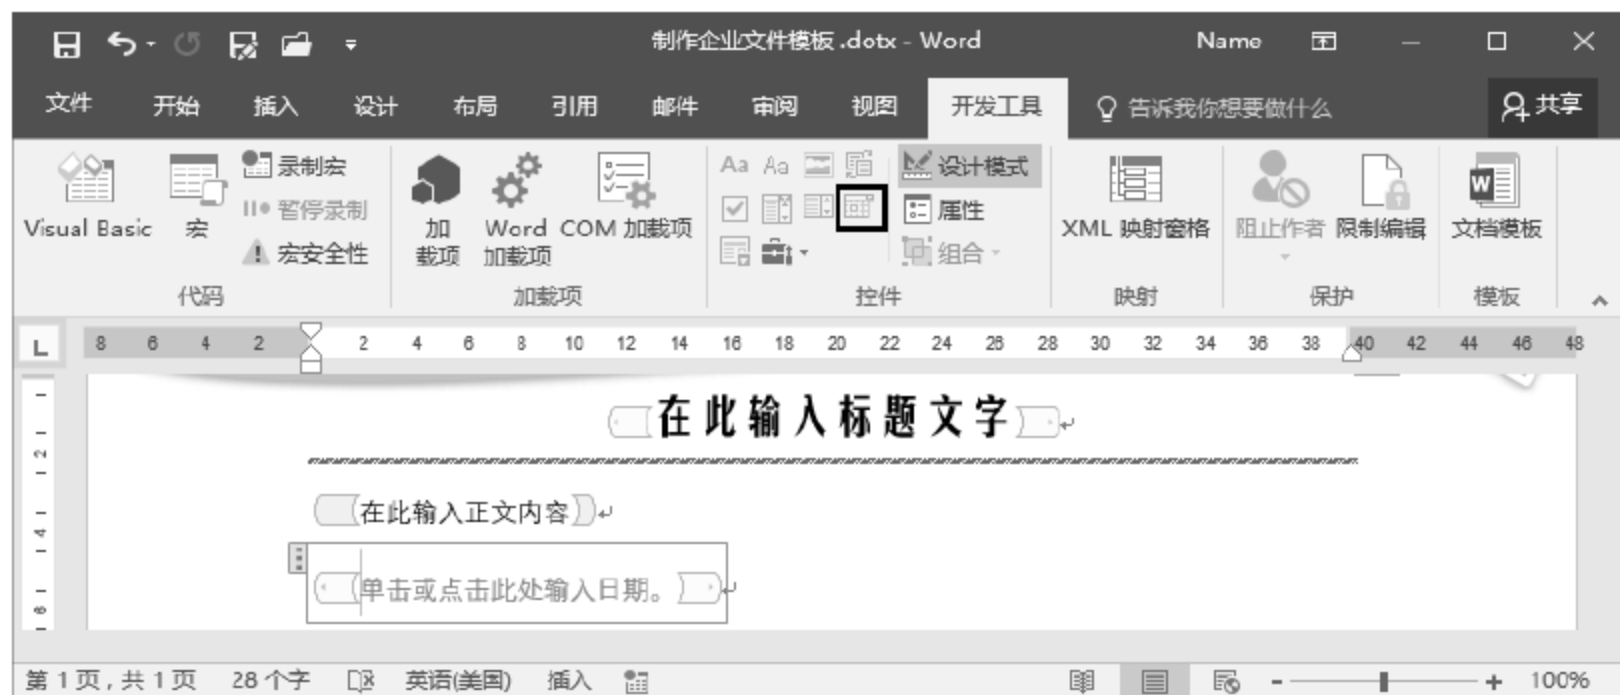 制作企业文件模板.dotx - Word Name
文件 开始 插入 设计 布局 引用 邮件 审阅 视图 开发工具 告诉我你想要做什么 共享
Visual Basic 宏 录制宏 暂停录制 宏安全性
加载项 Word 加载项 COM 加载项
Aa Aa 设计模式 属性 组合
XML 映射窗格 阻止作者 限制编辑 文档模板
代码 加载项 控件 映射 保护 模板
L 8 6 4 2 2 4 6 8 10 12 14 16 18 20 22 24 26 28 30 32 34 36 38 40 42 44 46 48
在此输入标题文字
2
在此输入正文内容
4
单击或点击此处输入日期。
6
第 1 页，共 1 页 28 个字 英语(美国) 插入 100%